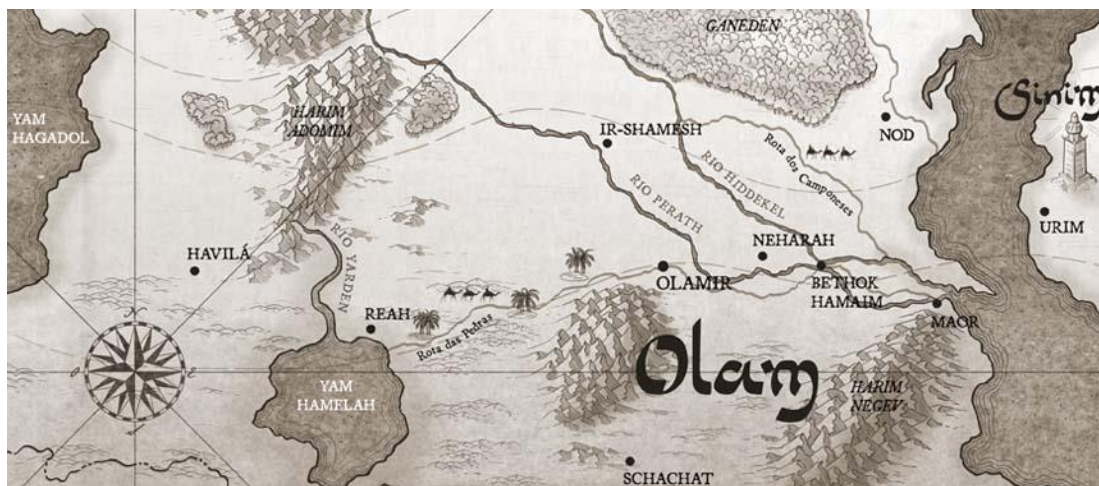 GANEDEN
Sinim
YAM
HAGADOL
HARIM
ADOMIM
IR-SHAMESH
NOD
Rota dos Camponeses
RIO HIDDEKEL
RIO PERATH
URIM
HAVILÁ
RIO YARDEN
NEHARAH
OLAMIR
BETHOK
HAMAIM
REAH
Rota das Pedras
MAOR
N
O
E
S
Olam
YAM
HAMELAH
HARIM
NEGEV
SCHACHAT